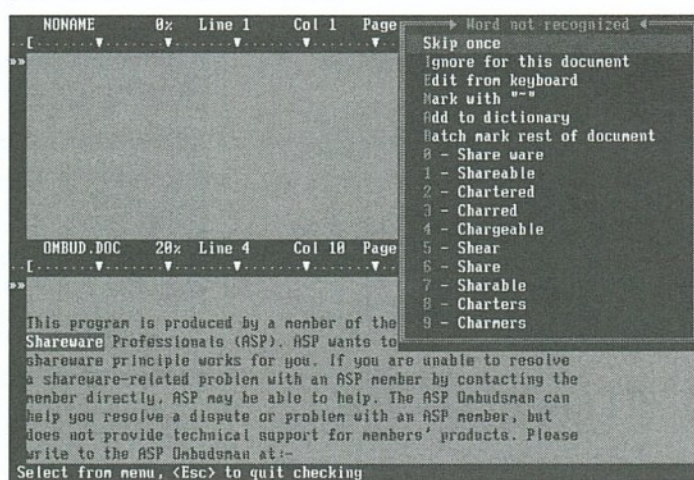 NONAME 0% Line 1 Col 1 Page
Word not recognized
Skip once
Ignore for this document
Edit from keyboard
Mark with "~"
Add to dictionary
Batch mark rest of document
0 - Share ware
1 - Shareable
2 - Chartered
3 - Charred
4 - Chargeable
5 - Shear
6 - Share
7 - Sharable
8 - Charters
9 - Charmers
OMBUD.DOC 20% Line 4 Col 10 Page
This program is produced by a member of the
Shareware Professionals (ASP). ASP wants to
shareware principle works for you. If you are unable to resolve
a shareware-related problem with an ASP member by contacting the
member directly, ASP may be able to help. The ASP Ombudsman can
help you resolve a dispute or problem with an ASP member, but
does not provide technical support for members' products. Please
write to the ASP Ombudsman at:-
Select from menu, <Esc> to quit checking